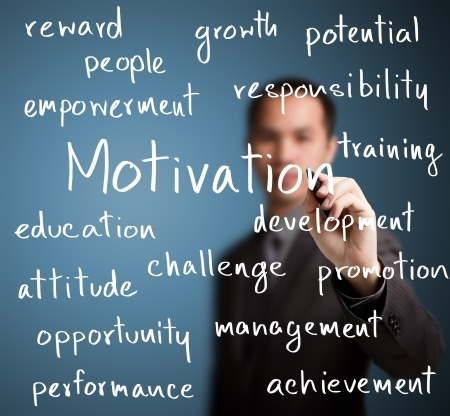 reward growth potential
people
empowerment responsibility
Motivation training
education development
attitude challenge promotion
opportunity management
performance achievement